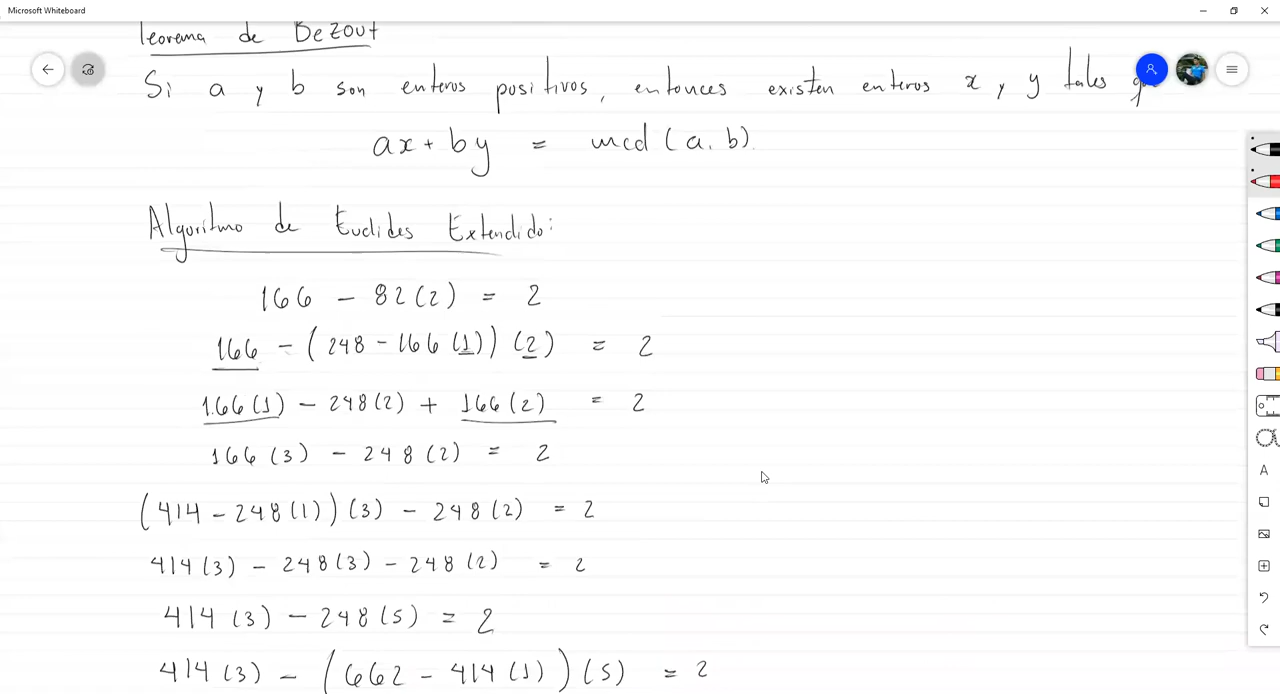 Microsoft Whiteboard
Teorema de Bezout
Si a y b son enteros positivos, entonces existen enteros x, y tales
ax + by = mcd (a, b).
Algoritmo de Euclides Extendido:
166 - 82(2) = 2
166 - (248 - 166(1))(2) = 2
166(1) - 248(2) + 166(2) = 2
166(3) - 248(2) = 2
(414 - 248(1))(3) - 248(2) = 2
414(3) - 248(3) - 248(2) = 2
414(3) - 248(5) = 2
414(3) - (662 - 414(1))(5) = 2